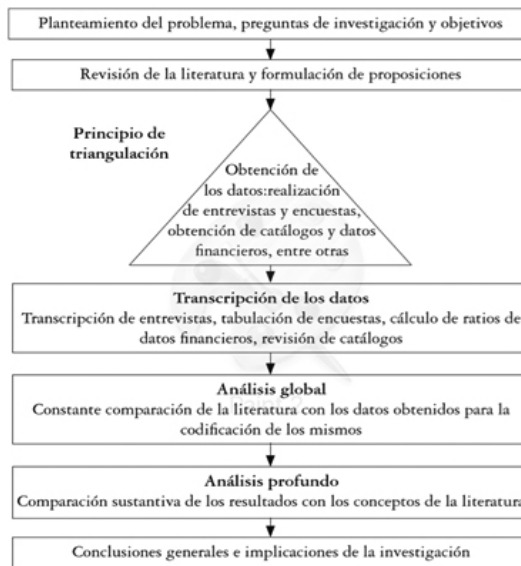 Planteamiento del problema, preguntas de investigación y objetivos
Revisión de la literatura y formulación de proposiciones
Principio de
triangulación
Obtención de
los datos:realización
de entrevistas y encuestas,
obtención de catálogos y datos
financieros, entre otras
Transcripción de los datos
Transcripción de entrevistas, tabulación de encuestas, cálculo de ratios de
datos financieros, revisión de catálogos
Análisis global
Constante comparación de la literatura con los datos obtenidos para la
codificación de los mismos
Análisis profundo
Comparación sustantiva de los resultados con los conceptos de la literatura
Conclusiones generales e implicaciones de la investigación